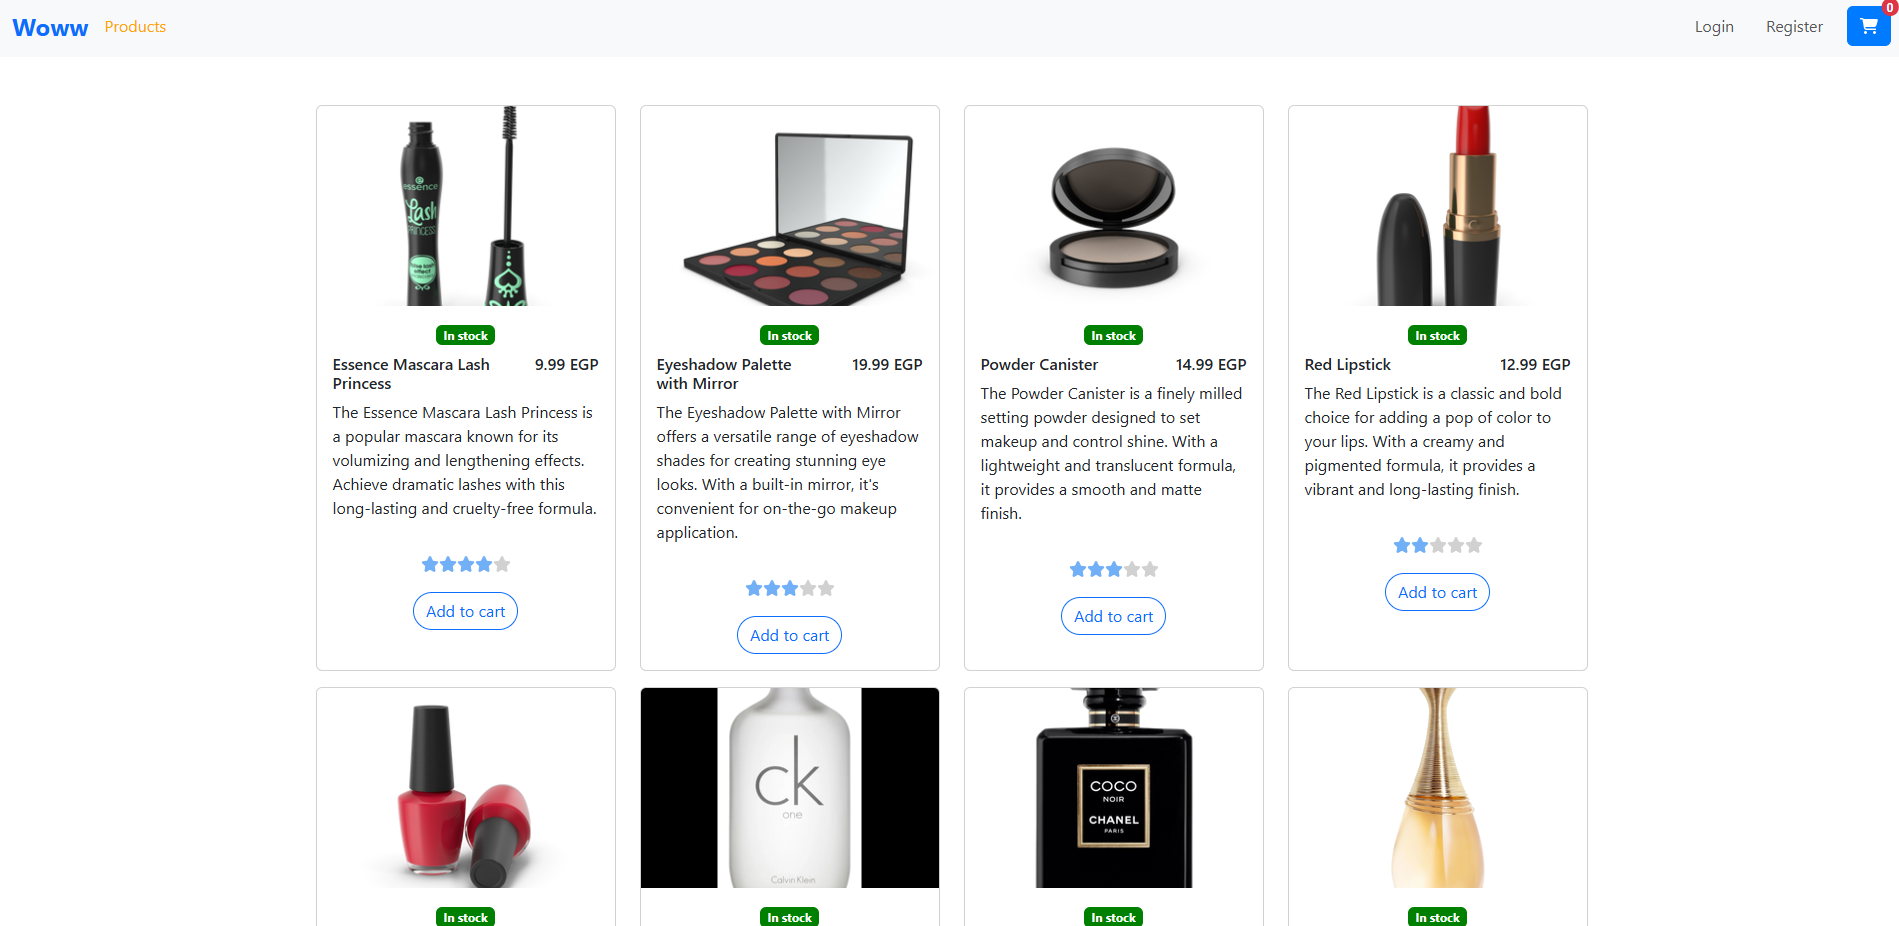 Woww
Products
Login
Register
0
essence
Lash
PRINCESS
false lash
effect
In stock
Essence Mascara Lash
Princess
9.99 EGP
The Essence Mascara Lash Princess is
a popular mascara known for its
volumizing and lengthening effects.
Achieve dramatic lashes with this
long-lasting and cruelty-free formula.
Add to cart
In stock
Eyeshadow Palette
with Mirror
19.99 EGP
The Eyeshadow Palette with Mirror
offers a versatile range of eyeshadow
shades for creating stunning eye
looks. With a built-in mirror, it's
convenient for on-the-go makeup
application.
Add to cart
In stock
Powder Canister
14.99 EGP
The Powder Canister is a finely milled
setting powder designed to set
makeup and control shine. With a
lightweight and translucent formula,
it provides a smooth and matte
finish.
Add to cart
In stock
Red Lipstick
12.99 EGP
The Red Lipstick is a classic and bold
choice for adding a pop of color to
your lips. With a creamy and
pigmented formula, it provides a
vibrant and long-lasting finish.
Add to cart
In stock
ck
one
Calvin Klein
In stock
COCO
NOIR
CHANEL
PARIS
In stock
In stock